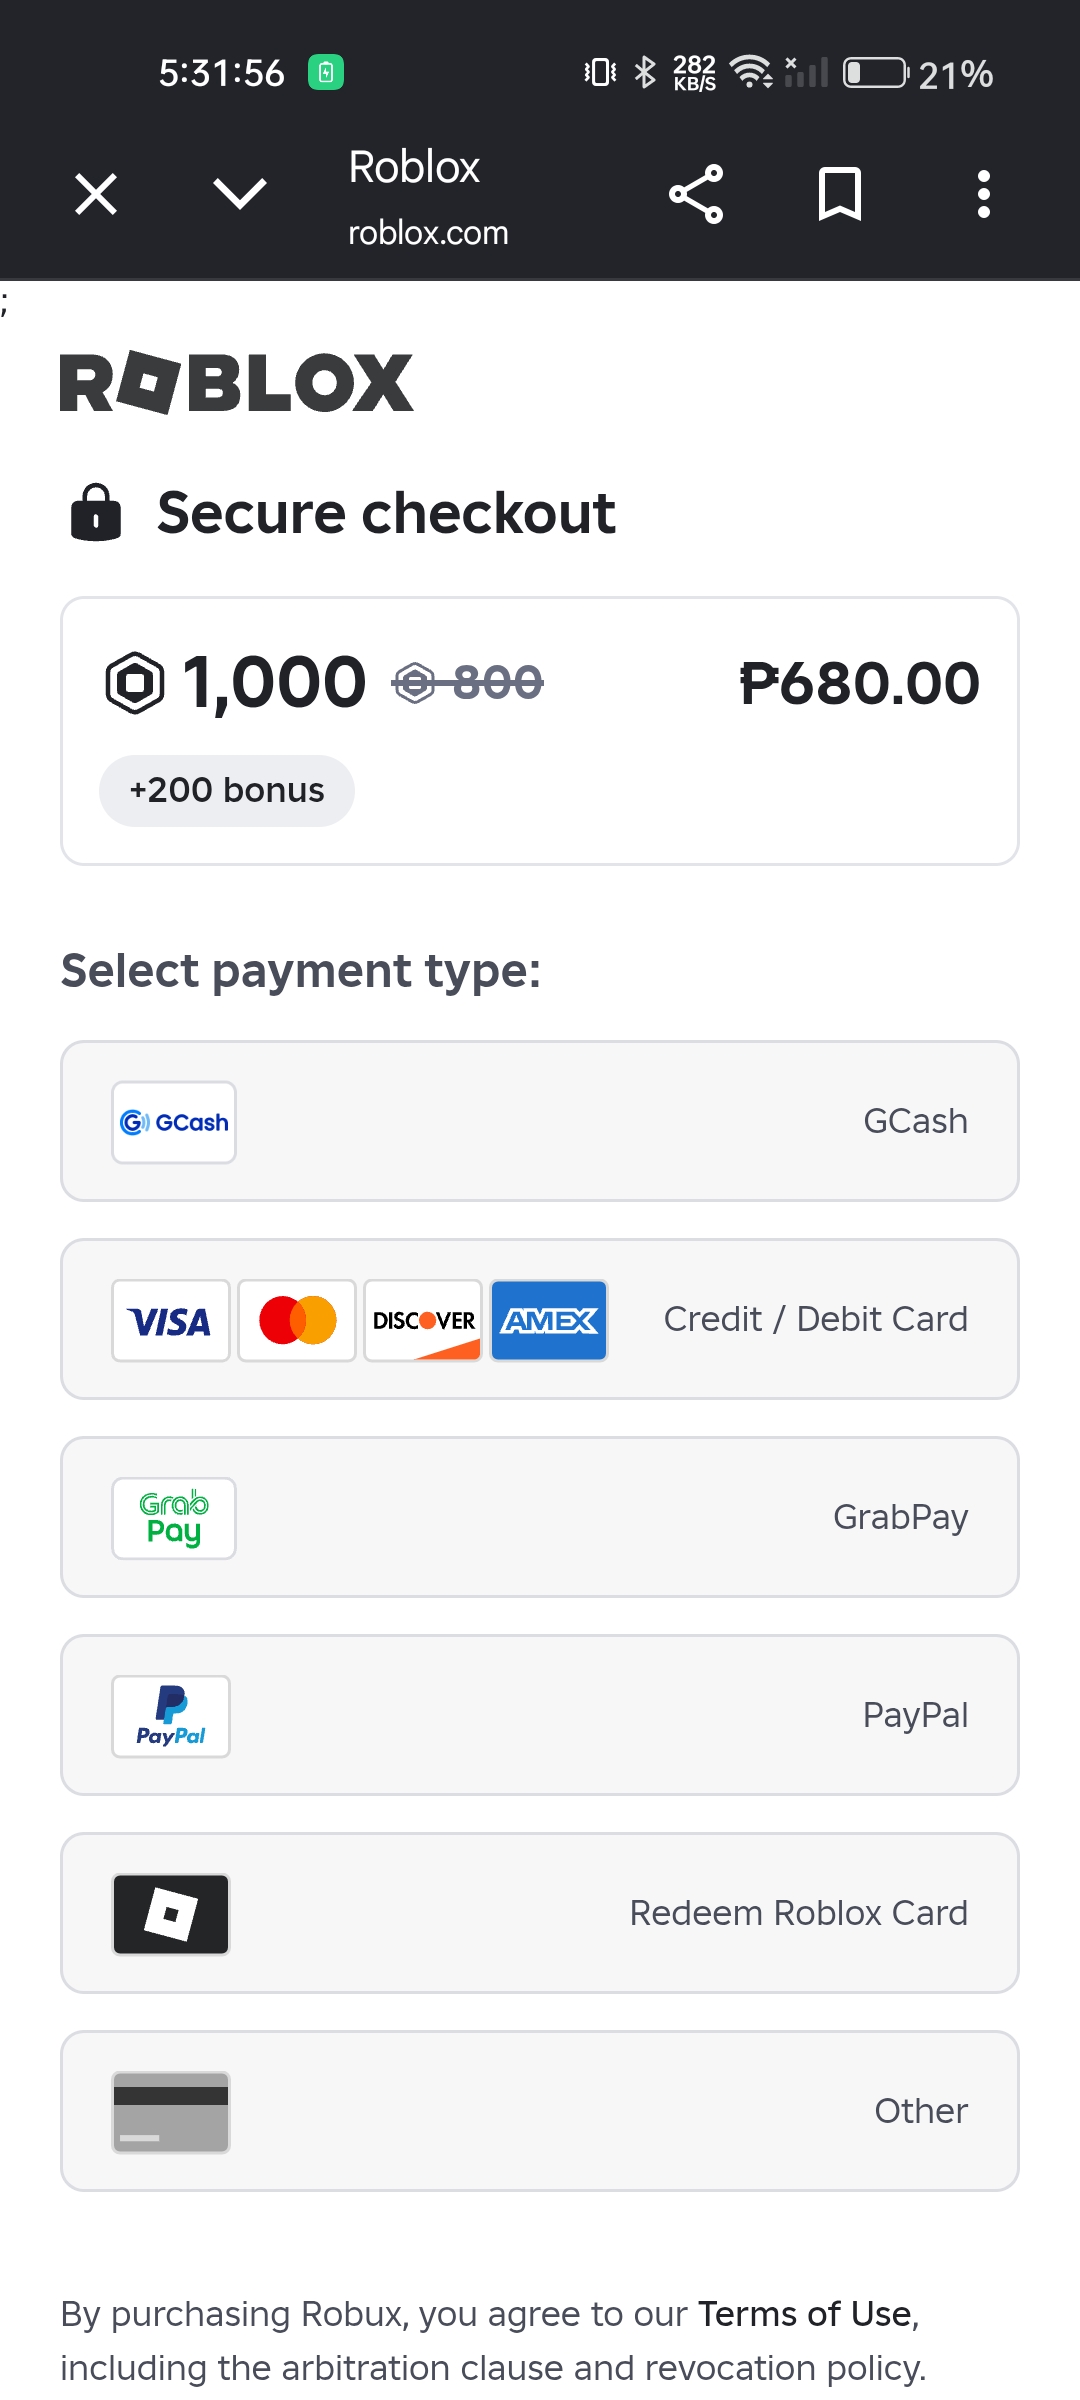 5:31:56 282 KB/S 21%
Roblox
roblox.com
;
ROBLOX
Secure checkout
1,000 800 ₱680.00
+200 bonus
Select payment type:
GCash GCash
VISA DISCOVER AMEX Credit / Debit Card
Grab Pay GrabPay
PayPal PayPal
Redeem Roblox Card
Other
By purchasing Robux, you agree to our Terms of Use,
including the arbitration clause and revocation policy.